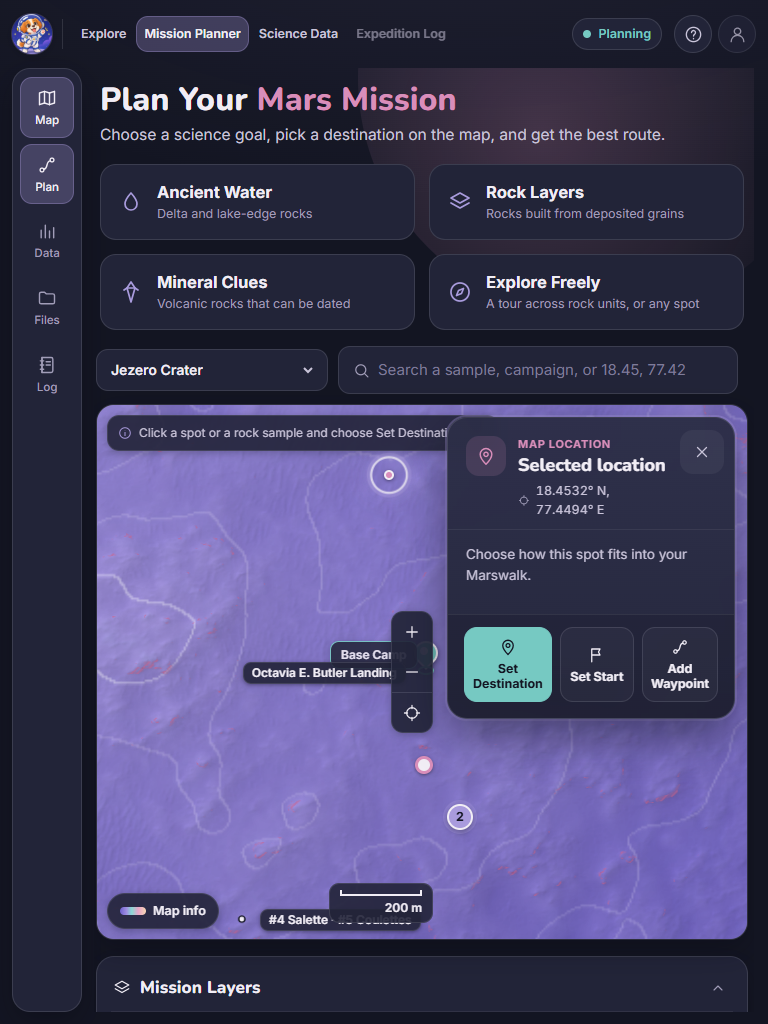 Explore Mission Planner Science Data Expedition Log Planning
Map
Plan
Data
Files
Log
Plan Your Mars Mission
Choose a science goal, pick a destination on the map, and get the best route.
Ancient Water
Delta and lake-edge rocks
Rock Layers
Rocks built from deposited grains
Mineral Clues
Volcanic rocks that can be dated
Explore Freely
A tour across rock units, or any spot
Jezero Crater
Search a sample, campaign, or 18.45, 77.42
Click a spot or a rock sample and choose Set Destinati
MAP LOCATION
Selected location
18.4532° N,
77.4494° E
Choose how this spot fits into your
Marswalk.
Set
Destination
Set Start
Add
Waypoint
Base Camp
Octavia E. Butler Landing
2
200 m
Map info
#4 Salette - #5 Coulettes
Mission Layers